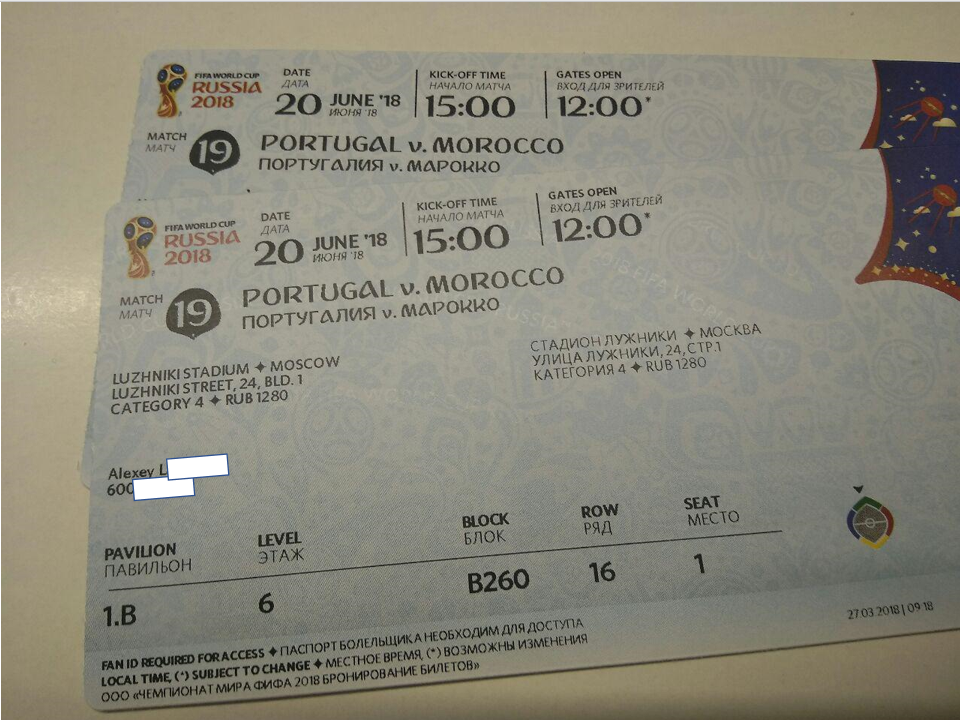 FIFA WORLD CUP
RUSSIA
2018
DATE
ДАТА
20 JUNE '18
ИЮНЯ '18
KICK-OFF TIME
НАЧАЛО МАТЧА
15:00
GATES OPEN
ВХОД ДЛЯ ЗРИТЕЛЕЙ
12:00*
MATCH
МАТЧ
19
PORTUGAL v. MOROCCO
ПОРТУГАЛИЯ v. МАРОККО
FIFA WORLD CUP
RUSSIA
2018
DATE
ДАТА
20 JUNE '18
ИЮНЯ '18
KICK-OFF TIME
НАЧАЛО МАТЧА
15:00
GATES OPEN
ВХОД ДЛЯ ЗРИТЕЛЕЙ
12:00*
MATCH
МАТЧ
19
PORTUGAL v. MOROCCO
ПОРТУГАЛИЯ v. МАРОККО
LUZHNIKI STADIUM ✦ MOSCOW
LUZHNIKI STREET, 24, BLD. 1
CATEGORY 4 ✦ RUB 1280
СТАДИОН ЛУЖНИКИ ✦ МОСКВА
УЛИЦА ЛУЖНИКИ, 24, СТР.1
КАТЕГОРИЯ 4 ✦ RUB 1280
Alexey L
600
PAVILION
ПАВИЛЬОН
1.B
LEVEL
ЭТАЖ
6
BLOCK
БЛОК
B260
ROW
РЯД
16
SEAT
МЕСТО
1
27.03.2018 | 09:18
FAN ID REQUIRED FOR ACCESS ✦ ПАСПОРТ БОЛЕЛЬЩИКА НЕОБХОДИМ ДЛЯ ДОСТУПА
LOCAL TIME, (*) SUBJECT TO CHANGE ✦ МЕСТНОЕ ВРЕМЯ, (*) ВОЗМОЖНЫ ИЗМЕНЕНИЯ
ООО «ЧЕМПИОНАТ МИРА ФИФА 2018 БРОНИРОВАНИЕ БИЛЕТОВ»